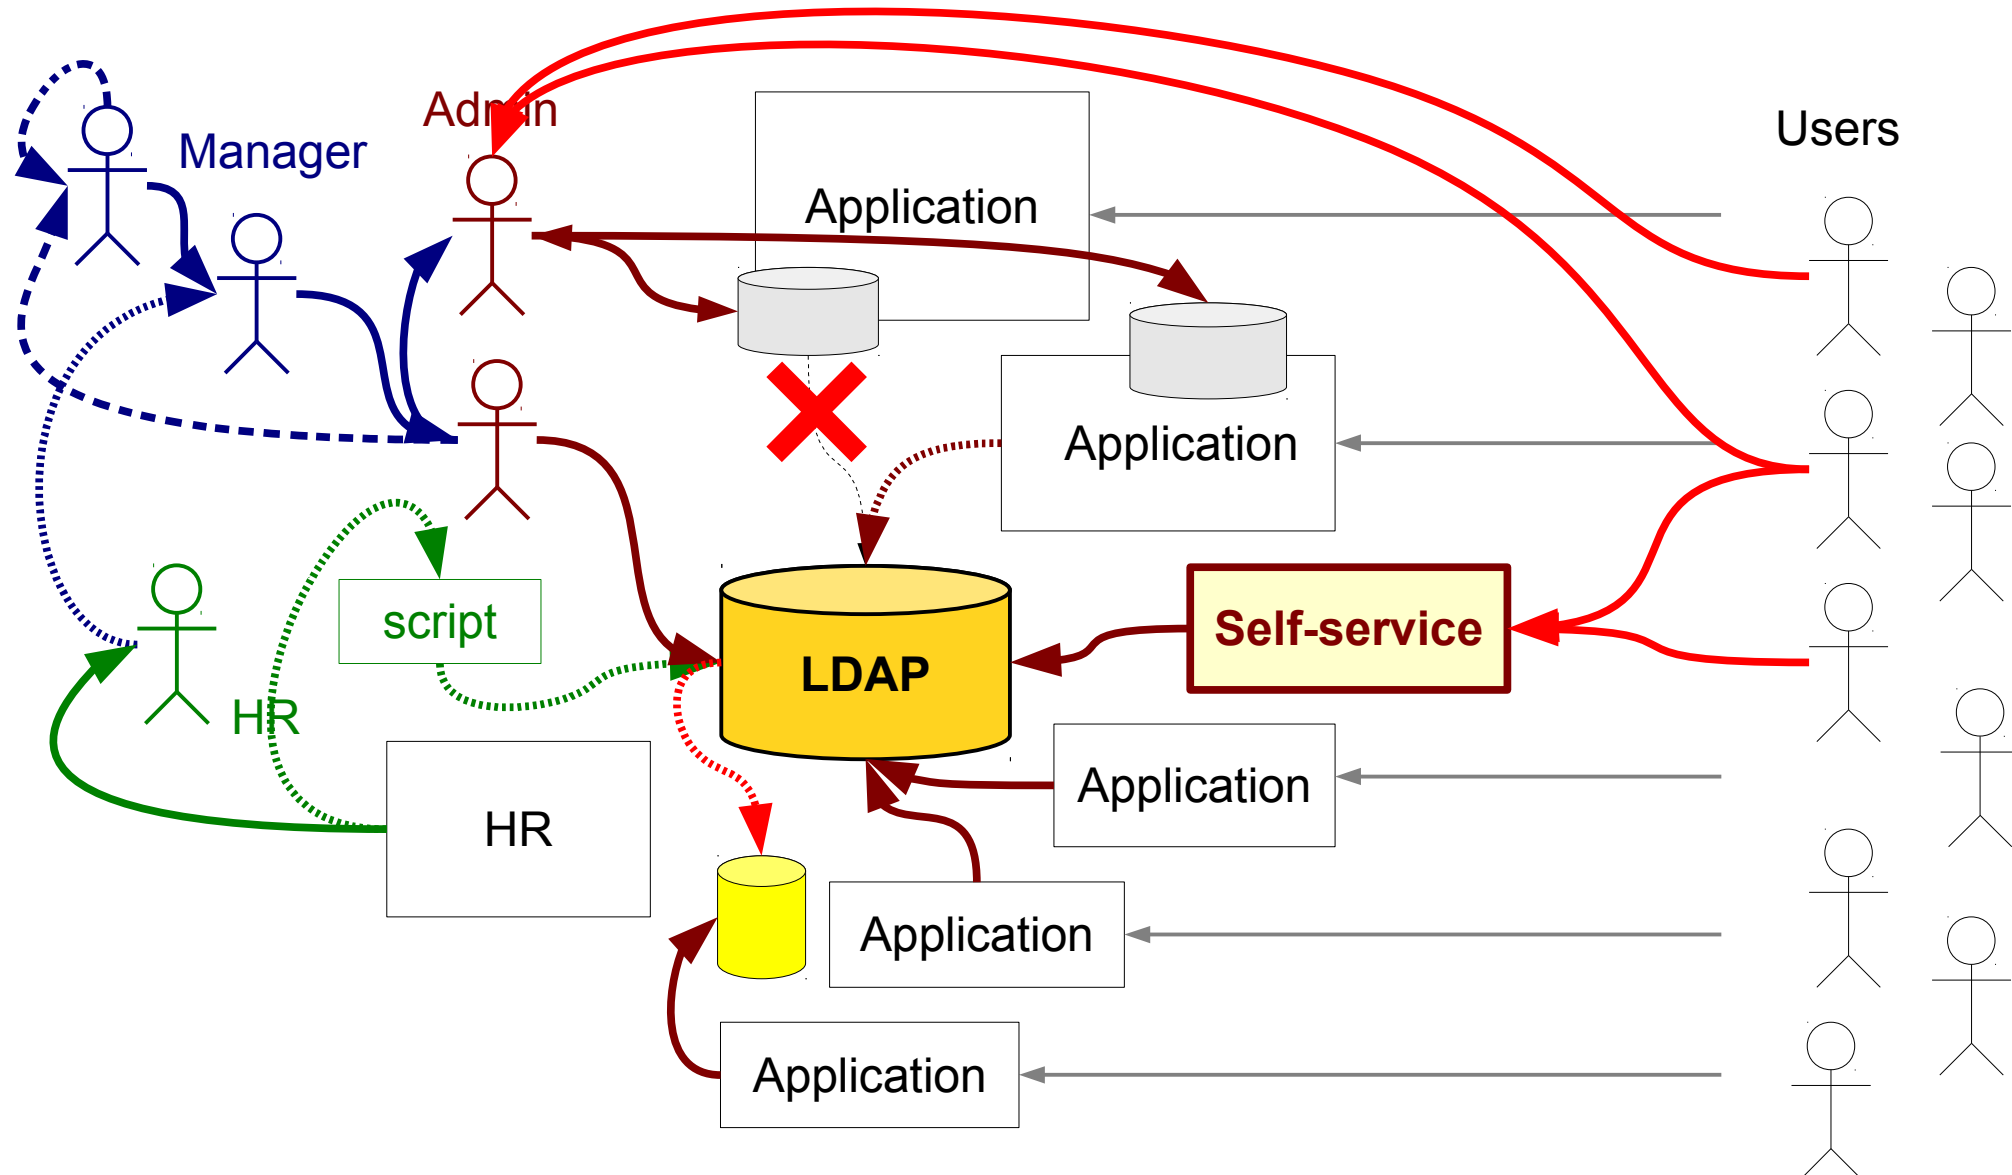 Admin
Users
Manager
Application
Application
script
Self-service
LDAP
HR
Application
HR
Application
Application